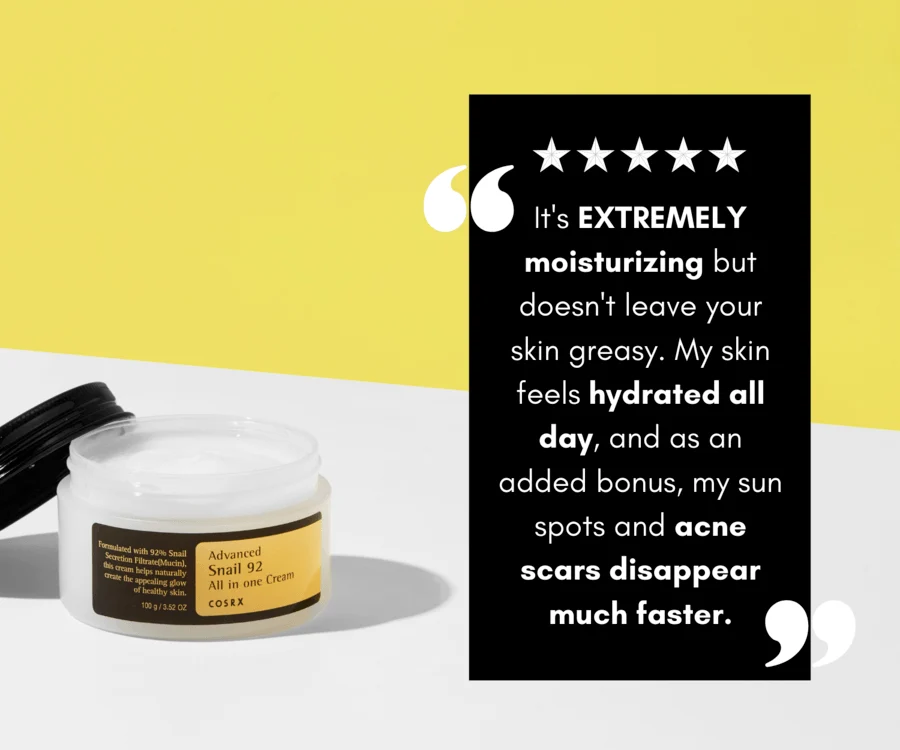 It's EXTREMELY
moisturizing but
doesn't leave your
skin greasy. My skin
feels hydrated all
day, and as an
added bonus, my sun
spots and acne
scars disappear
much faster.
Formulated with 92% Snail
Secretion Filtrate(Mucin),
this cream helps naturally
create the appealing glow
of healthy skin.
100 g / 3.52 OZ
Advanced
Snail 92
All in one Cream
COSRX